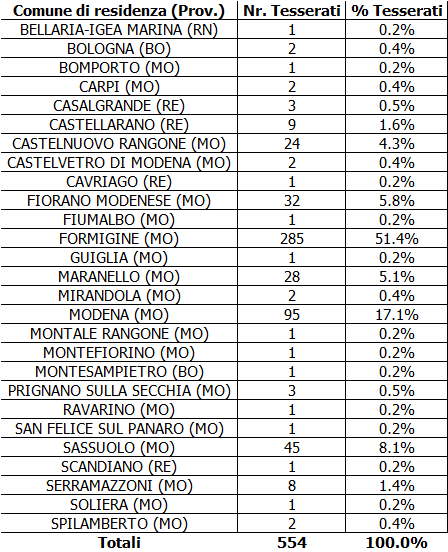 Comune di residenza (Prov.) Nr. Tesserati % Tesserati
BELLARIA-IGEA MARINA (RN) 1 0.2%
BOLOGNA (BO) 2 0.4%
BOMPORTO (MO) 1 0.2%
CARPI (MO) 2 0.4%
CASALGRANDE (RE) 3 0.5%
CASTELLARANO (RE) 9 1.6%
CASTELNUOVO RANGONE (MO) 24 4.3%
CASTELVETRO DI MODENA (MO) 2 0.4%
CAVRIAGO (RE) 1 0.2%
FIORANO MODENESE (MO) 32 5.8%
FIUMALBO (MO) 1 0.2%
FORMIGINE (MO) 285 51.4%
GUIGLIA (MO) 1 0.2%
MARANELLO (MO) 28 5.1%
MIRANDOLA (MO) 2 0.4%
MODENA (MO) 95 17.1%
MONTALE RANGONE (MO) 1 0.2%
MONTEFIORINO (MO) 1 0.2%
MONTESAMPIETRO (BO) 1 0.2%
PRIGNANO SULLA SECCHIA (MO) 3 0.5%
RAVARINO (MO) 1 0.2%
SAN FELICE SUL PANARO (MO) 1 0.2%
SASSUOLO (MO) 45 8.1%
SCANDIANO (RE) 1 0.2%
SERRAMAZZONI (MO) 8 1.4%
SOLIERA (MO) 1 0.2%
SPILAMBERTO (MO) 2 0.4%
Totali 554 100.0%